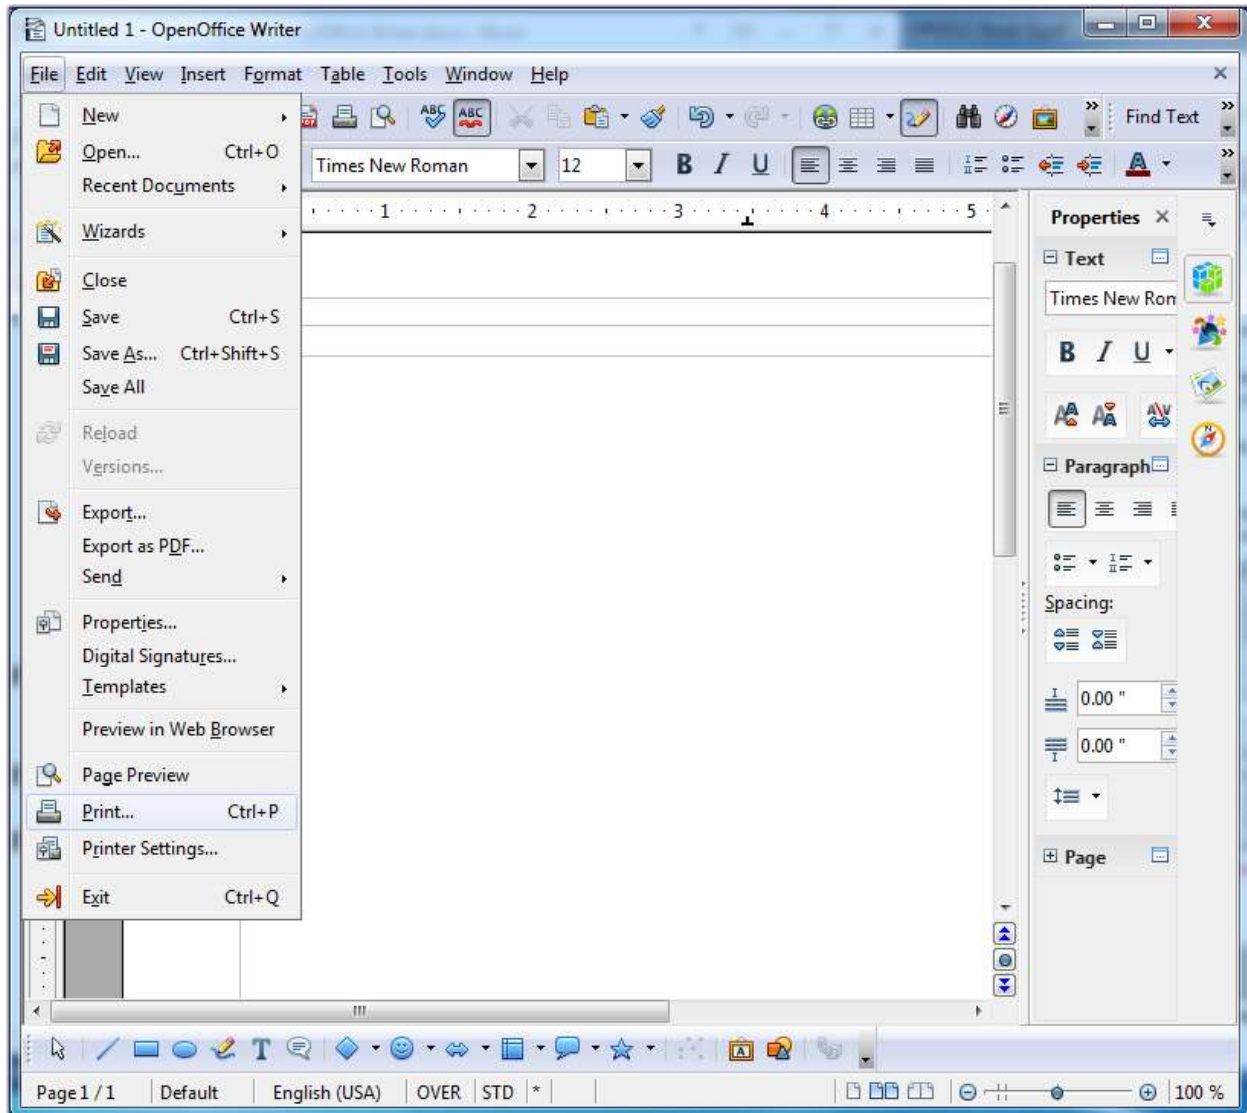 Untitled 1 - OpenOffice Writer
File Edit View Insert Format Table Tools Window Help
New
Open... Ctrl+O
Recent Documents
Wizards
Close
Save Ctrl+S
Save As... Ctrl+Shift+S
Save All
Reload
Versions...
Export...
Export as PDF...
Send
Properties...
Digital Signatures...
Templates
Preview in Web Browser
Page Preview
Print... Ctrl+P
Printer Settings...
Exit Ctrl+Q
ABC ABC Find Text
Times New Roman 12 B I U A
1 2 3 4 5
Properties
Text
Times New Rom
B I U
Paragraph
Spacing:
0.00 "
0.00 "
Page
Page 1 / 1 Default English (USA) OVER STD * 100 %